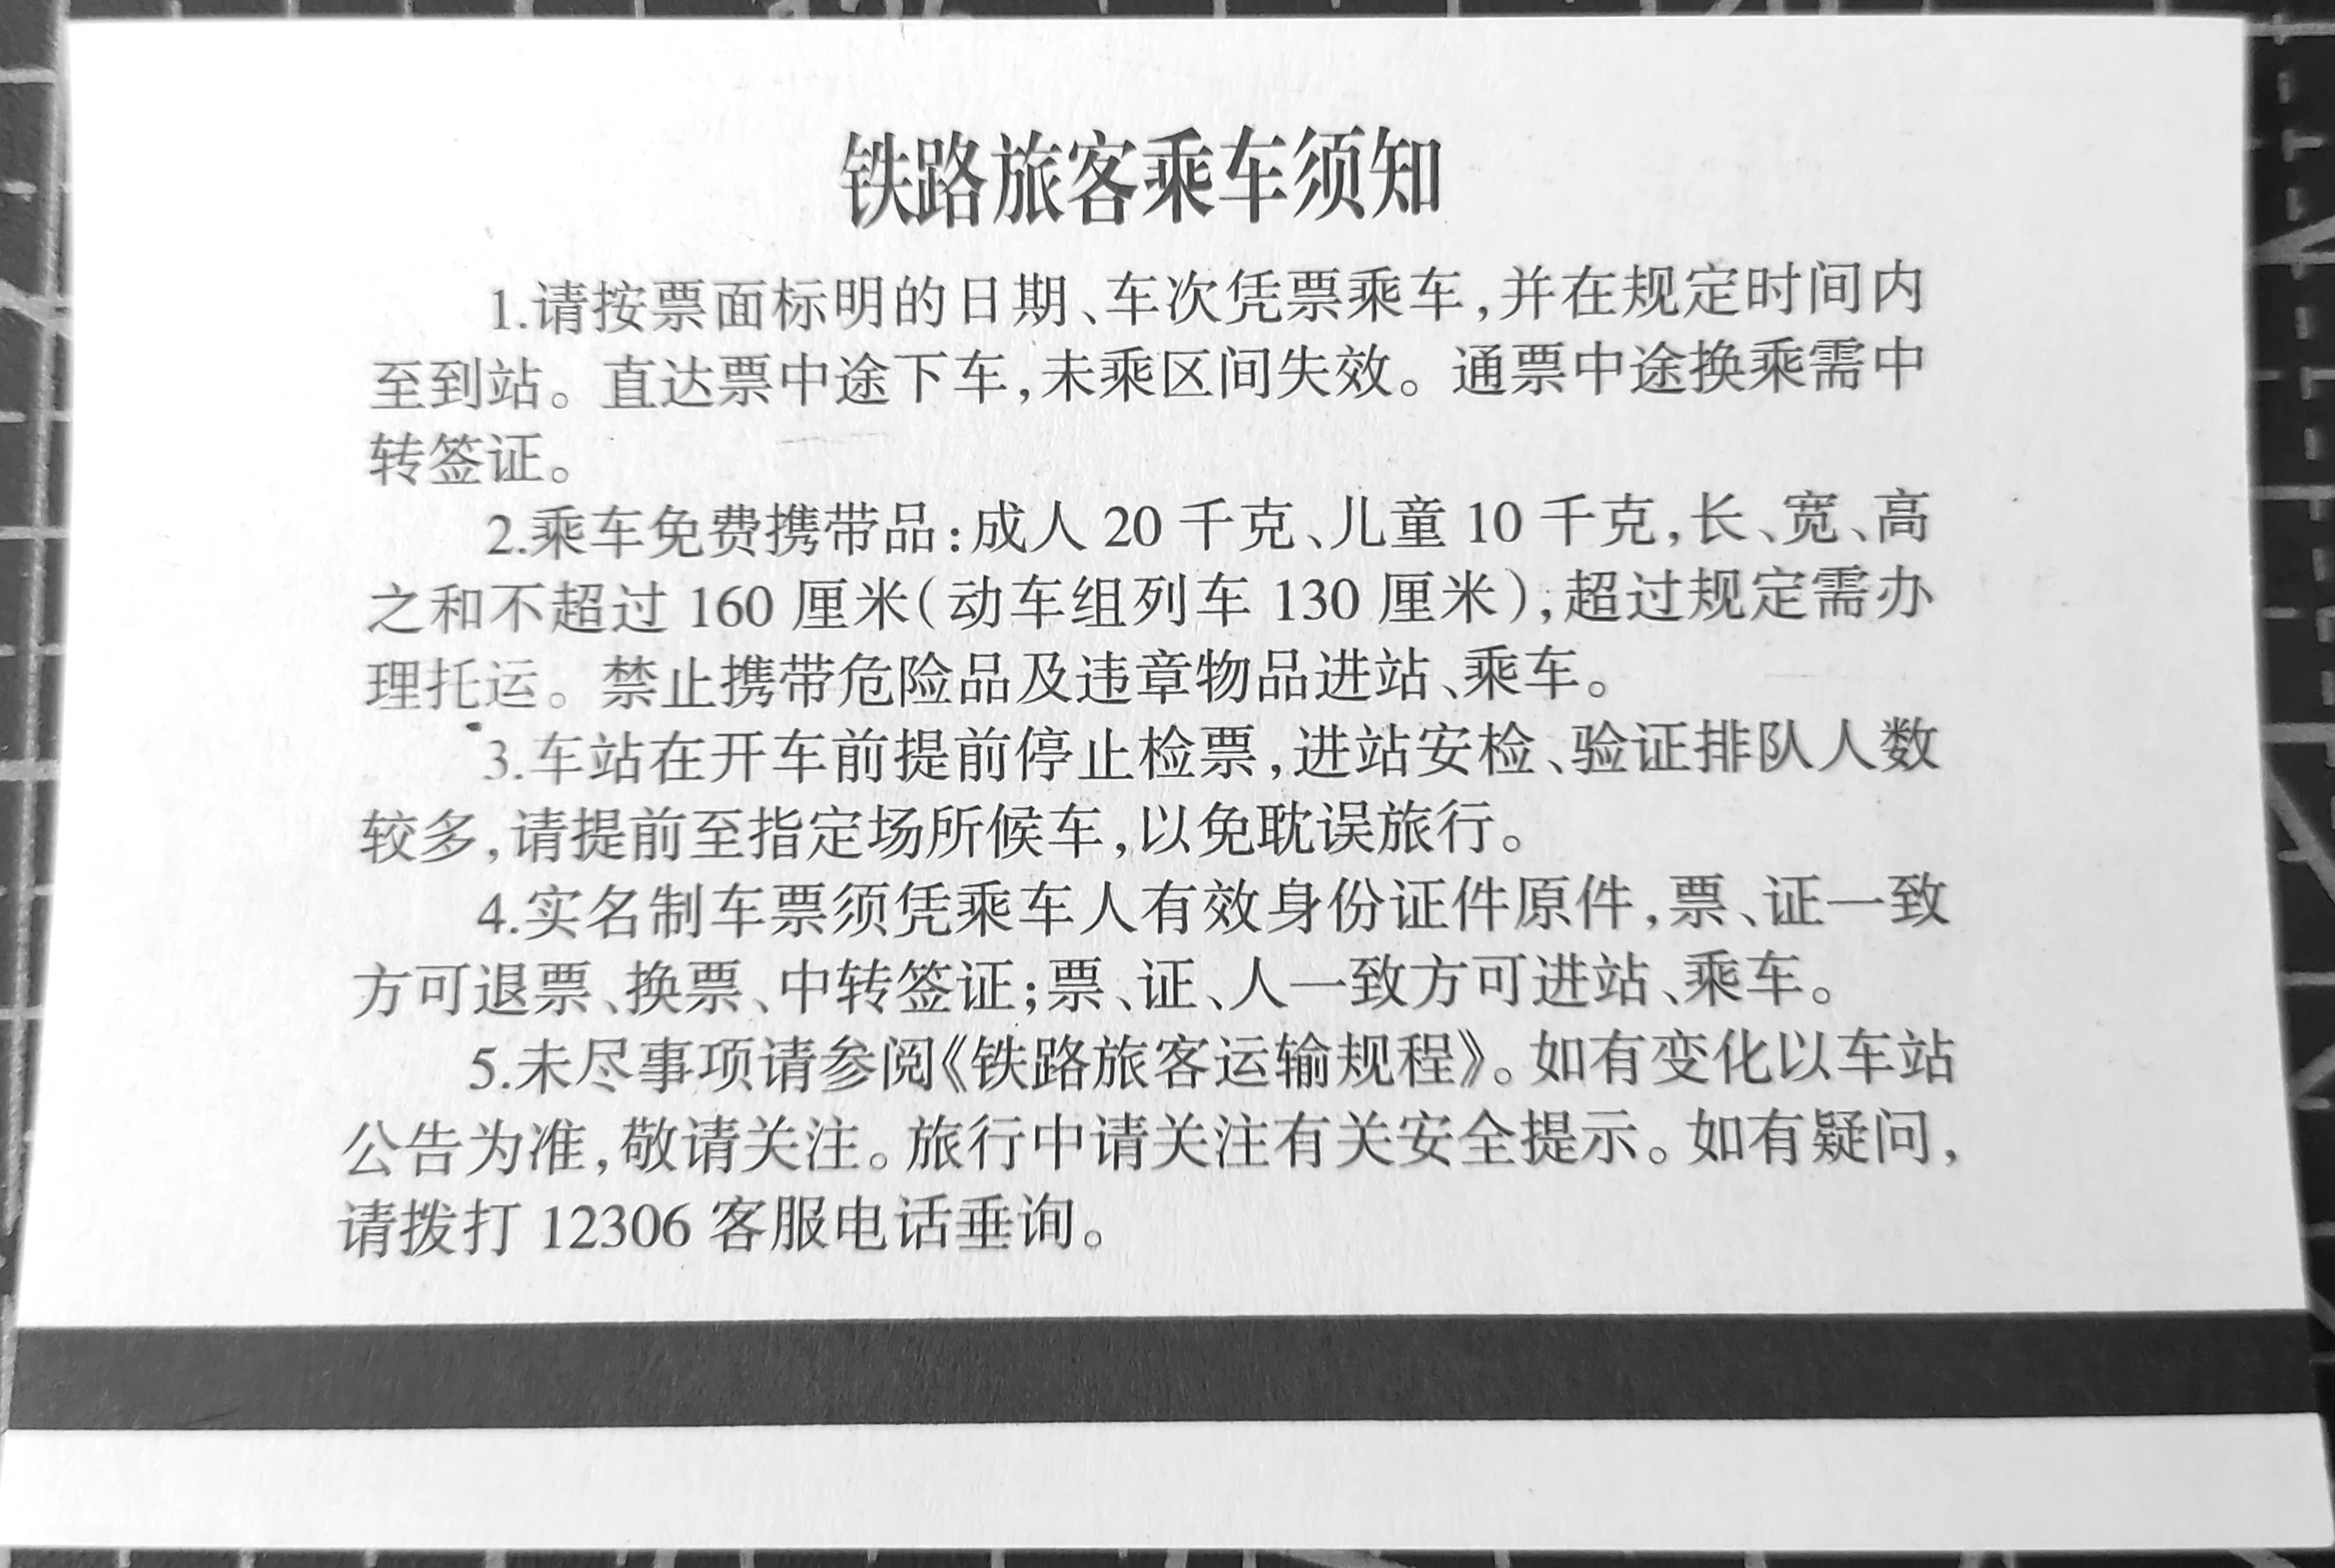 铁路旅客乘车须知
1.请按票面标明的日期、车次凭票乘车,并在规定时间内
至到站。直达票中途下车,未乘区间失效。通票中途换乘需中
转签证。
2.乘车免费携带品:成人 20 千克、儿童 10 千克,长、宽、高
之和不超过 160 厘米(动车组列车 130 厘米),超过规定需办
理托运。禁止携带危险品及违章物品进站、乘车。
3.车站在开车前提前停止检票,进站安检、验证排队人数
较多,请提前至指定场所候车,以免耽误旅行。
4.实名制车票须凭乘车人有效身份证件原件,票、证一致
方可退票、换票、中转签证;票、证、人一致方可进站、乘车。
5.未尽事项请参阅《铁路旅客运输规程》。如有变化以车站
公告为准,敬请关注。旅行中请关注有关安全提示。如有疑问,
请拨打 12306 客服电话垂询。